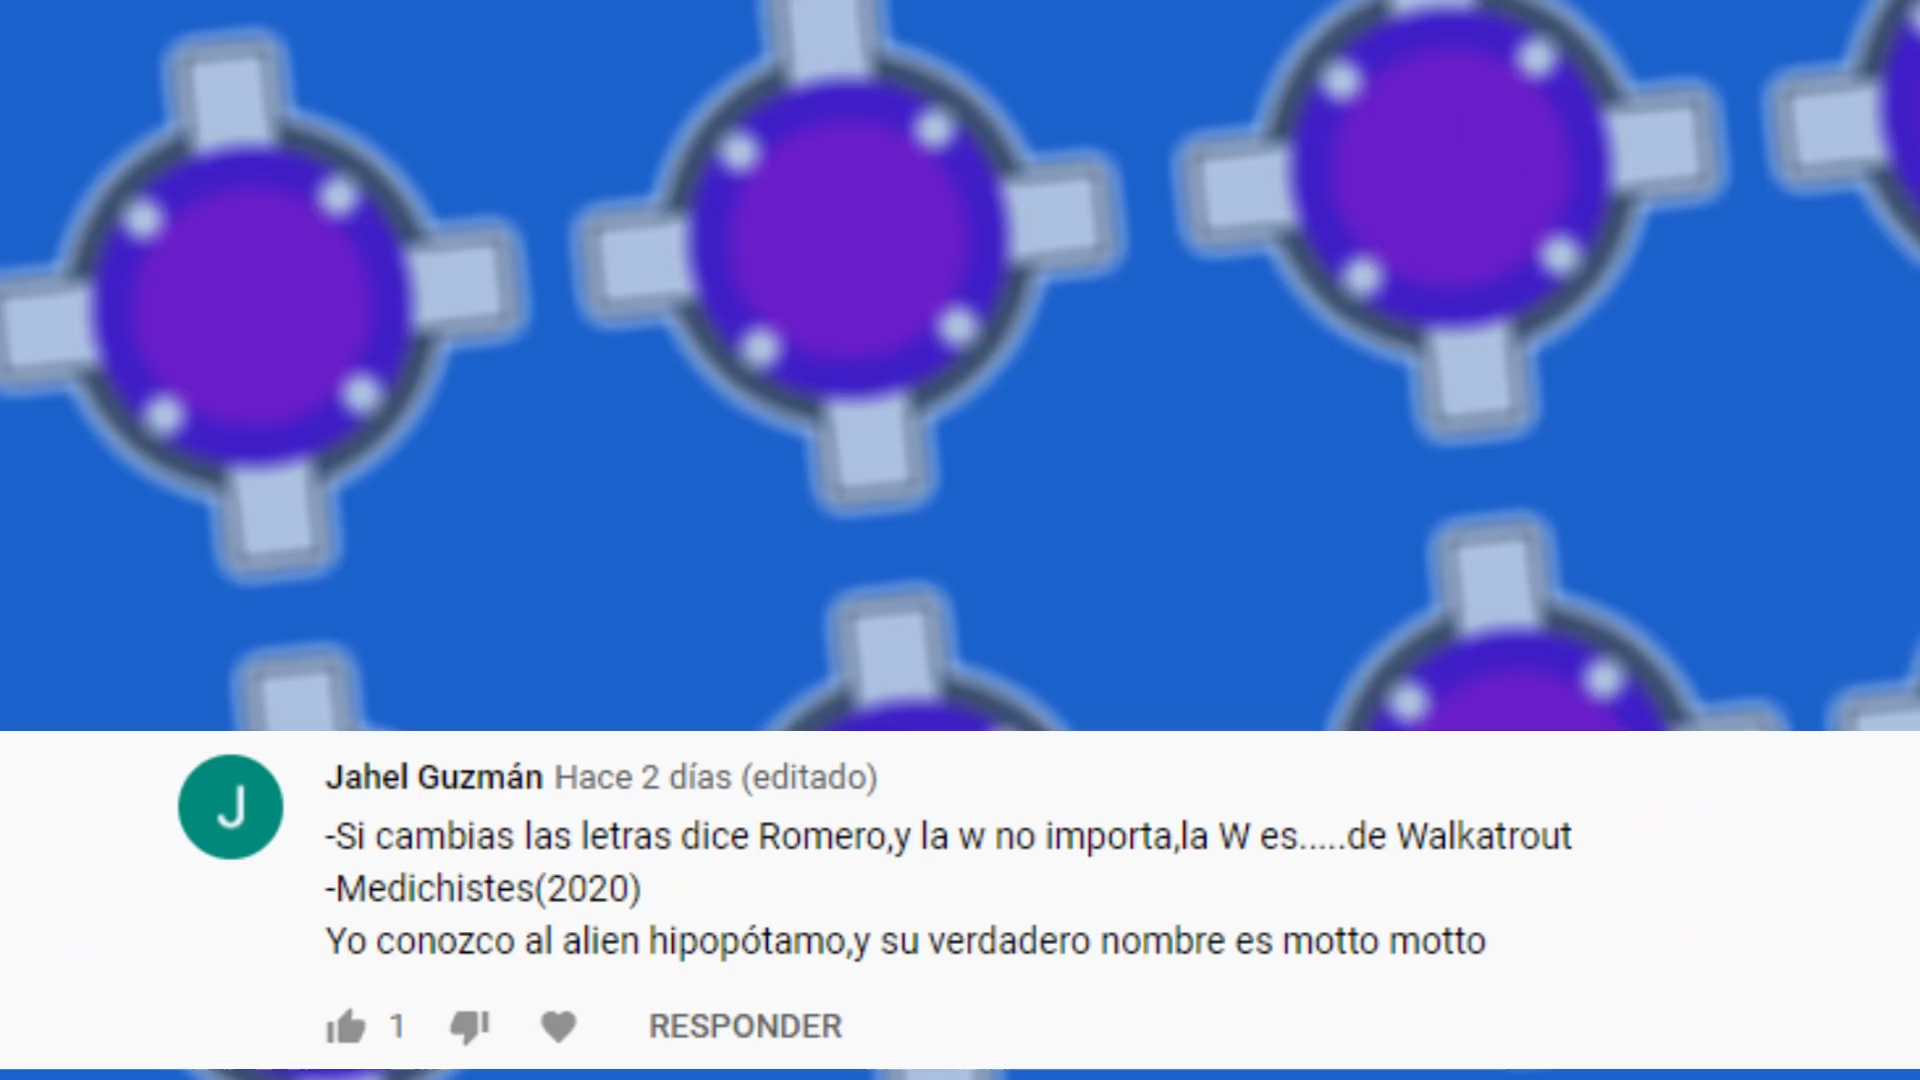 J
Jahel Guzmán Hace 2 días (editado)
-Si cambias las letras dice Romero,y la w no importa,la W es.....de Walkatrout
-Medichistes(2020)
Yo conozco al alien hipopótamo,y su verdadero nombre es motto motto
1 RESPONDER